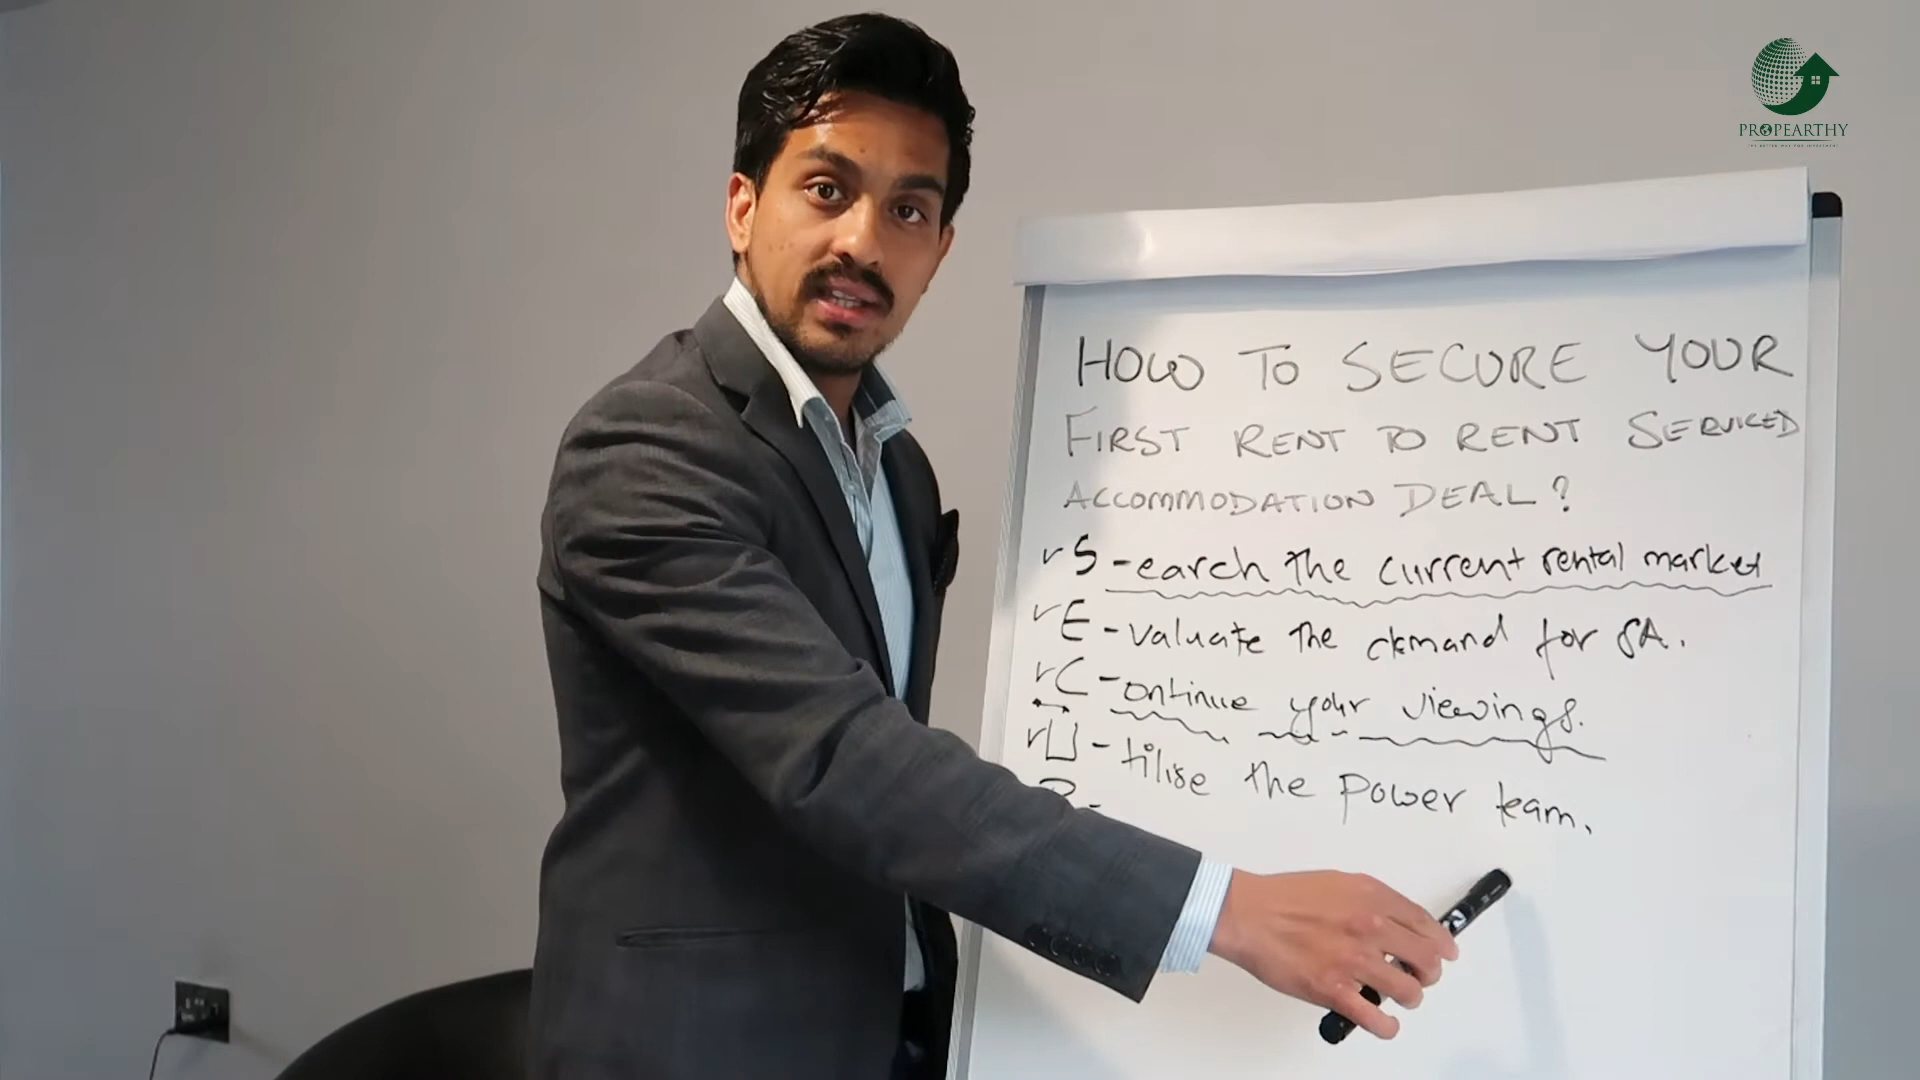 PROPEARTHY
HOW TO SECURE YOUR
FIRST RENT TO RENT SERVICED
ACCOMMODATION DEAL?
S - earch the current rental market
E - valuate the demand for SA.
C - ontinue your viewings.
U - tilise the power team.
R -